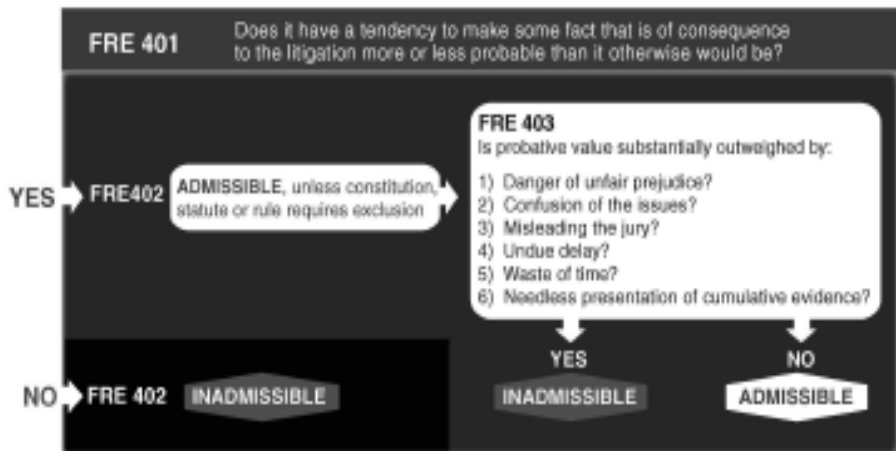 FRE 401
Does it have a tendency to make some fact that is of consequence
to the litigation more or less probable than it otherwise would be?
YES
FRE402
ADMISSIBLE, unless constitution,
statute or rule requires exclusion
FRE 403
Is probative value substantially outweighed by:
1) Danger of unfair prejudice?
2) Confusion of the issues?
3) Misleading the jury?
4) Undue delay?
5) Waste of time?
6) Needless presentation of cumulative evidence?
NO
FRE 402
INADMISSIBLE
YES
INADMISSIBLE
NO
ADMISSIBLE